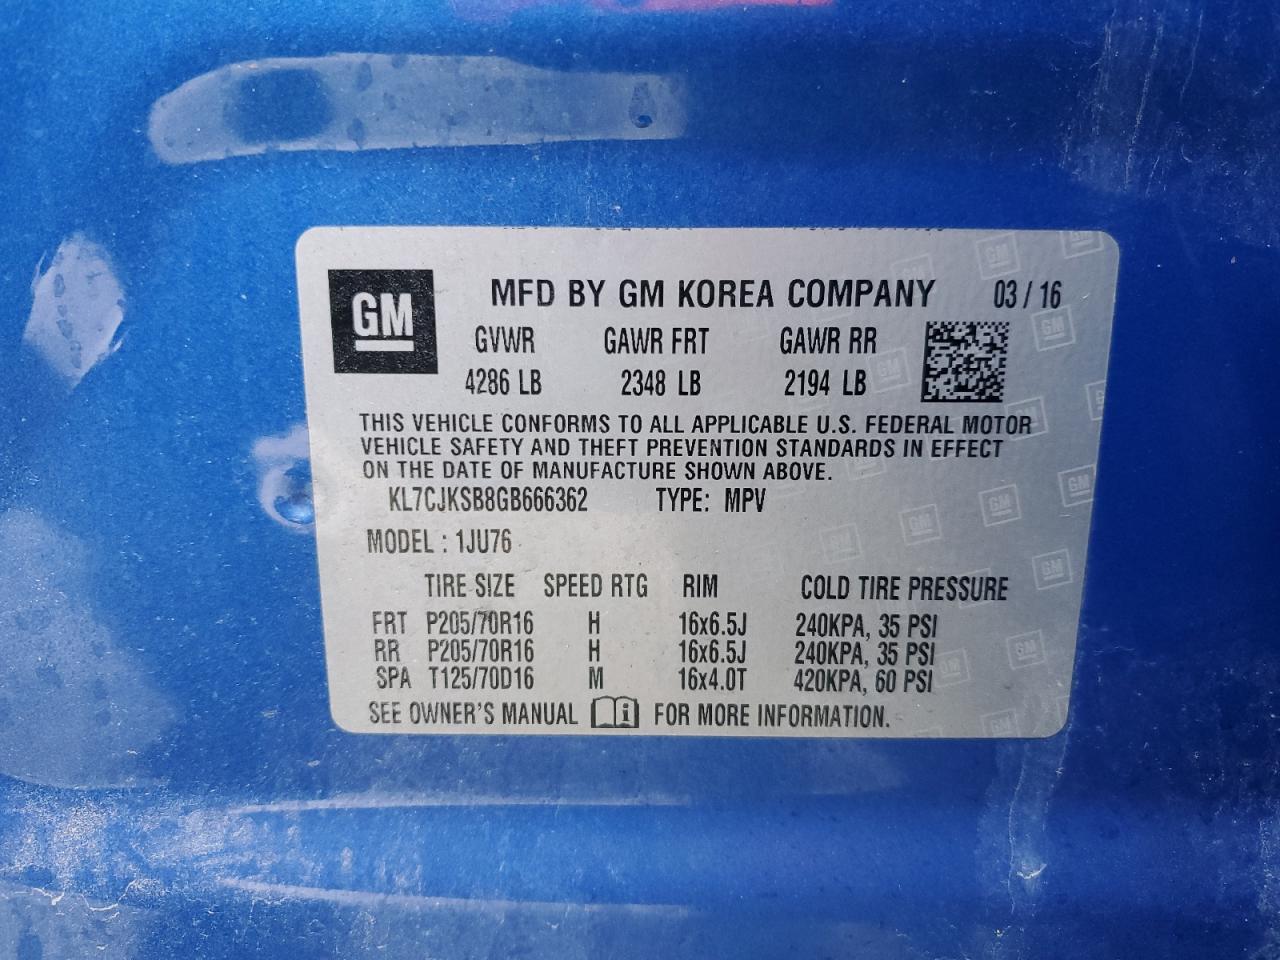 GM
MFD BY GM KOREA COMPANY 03 / 16
GVWR GAWR FRT GAWR RR
4286 LB 2348 LB 2194 LB
THIS VEHICLE CONFORMS TO ALL APPLICABLE U.S. FEDERAL MOTOR
VEHICLE SAFETY AND THEFT PREVENTION STANDARDS IN EFFECT
ON THE DATE OF MANUFACTURE SHOWN ABOVE.
KL7CJKSB8GB666362 TYPE: MPV
MODEL : 1JU76
TIRE SIZE SPEED RTG RIM COLD TIRE PRESSURE
FRT P205/70R16 H 16x6.5J 240KPA, 35 PSI
RR P205/70R16 H 16x6.5J 240KPA, 35 PSI
SPA T125/70D16 M 16x4.0T 420KPA, 60 PSI
SEE OWNER'S MANUAL FOR MORE INFORMATION.